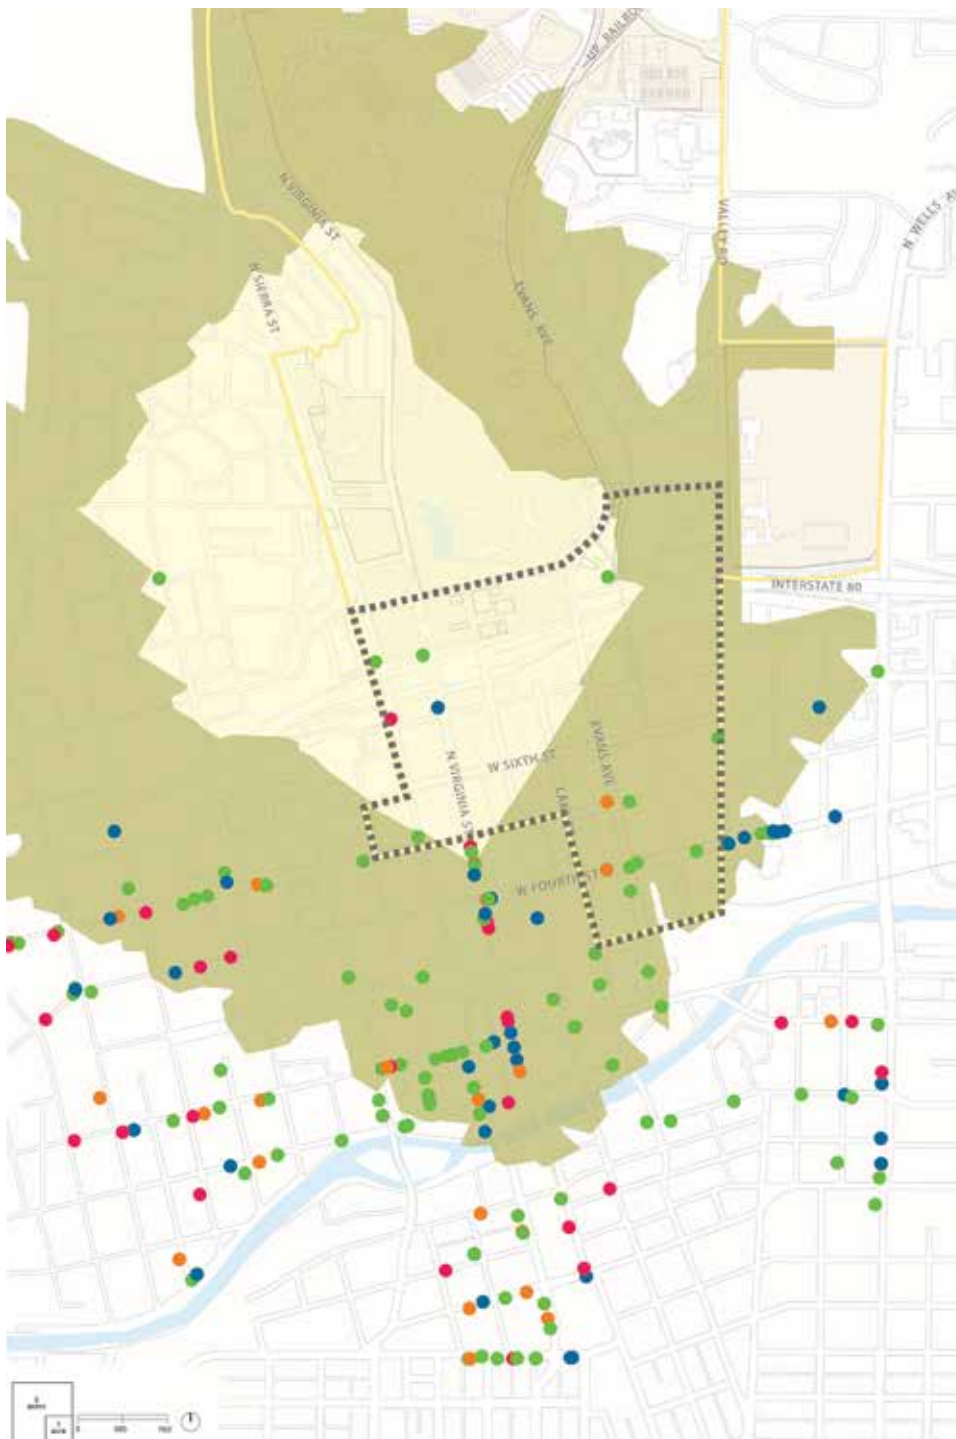 UP RAILRO
N VIRGINIA ST
VALLEY RD
N WELLS AV
N SIERRA ST
EVANS AVE
INTERSTATE 80
EVANS AVE
N VIRGINIA ST
W SIXTH ST
W FOURTH ST
0